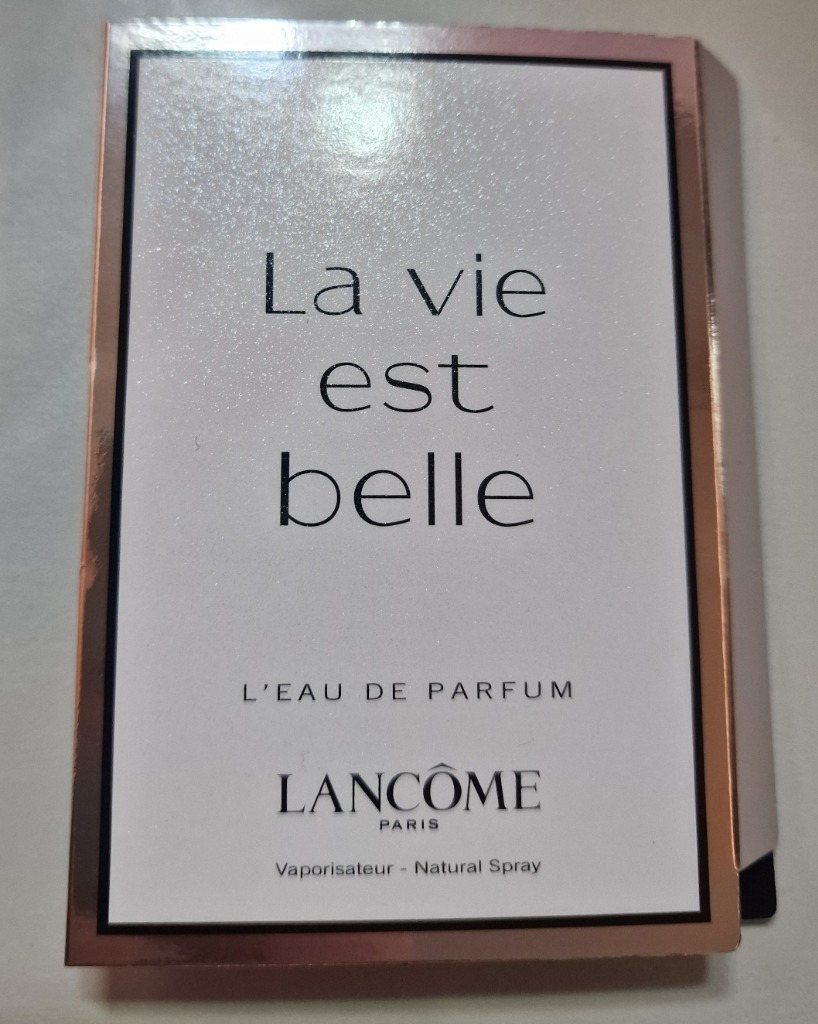 La vie
est
belle
L'EAU DE PARFUM
LANCÔME
PARIS
Vaporisateur - Natural Spray